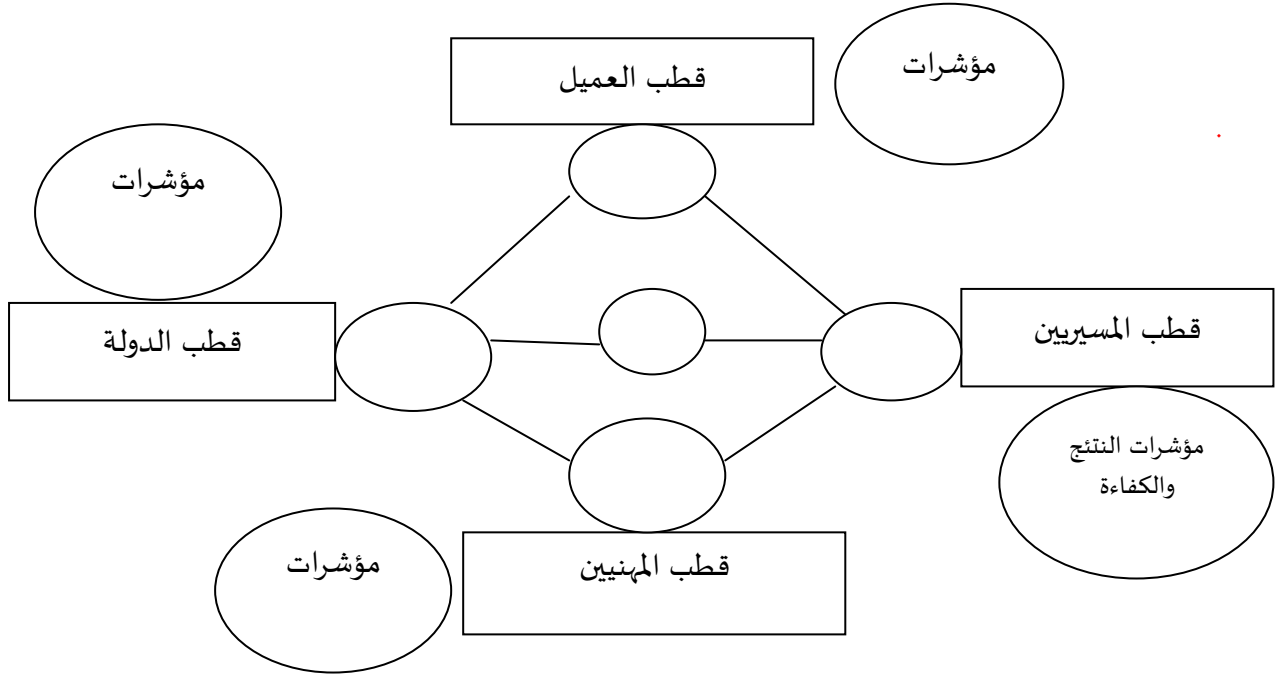 قطب العميل
مؤشرات
مؤشرات
قطب المسيريين
قطب الدولة
مؤشرات النتئج
والكفاءة
قطب المهنيين
مؤشرات